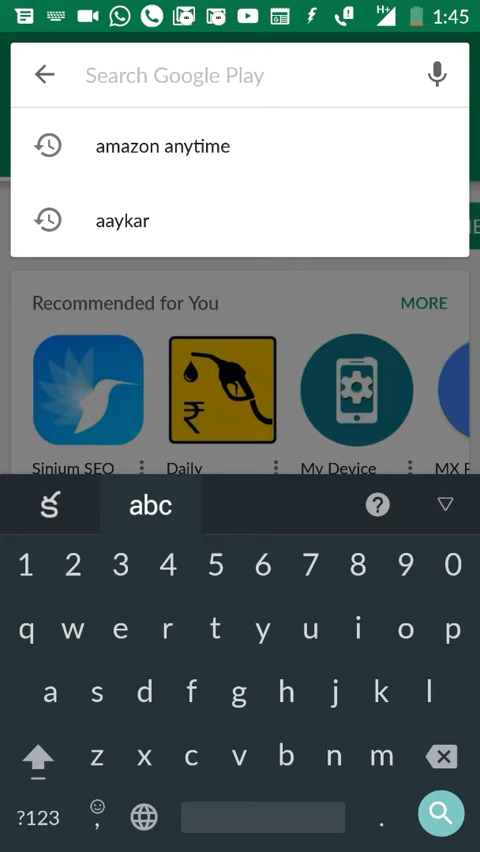 H+ 1:45
Search Google Play
amazon anytime
aaykar
Recommended for You MORE
₹
Sinium SEO Daily My Device MX
క abc ?
1 2 3 4 5 6 7 8 9 0
q w e r t y u i o p
a s d f g h j k l
z x c v b n m
?123 , .